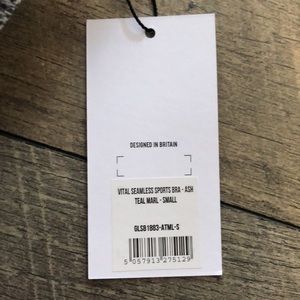 DESIGNED IN BRITAIN
VITAL SEAMLESS SPORTS BRA - ASH
TEAL MARL - SMALL
GLSB1883-ATML-S
5 057913 275129